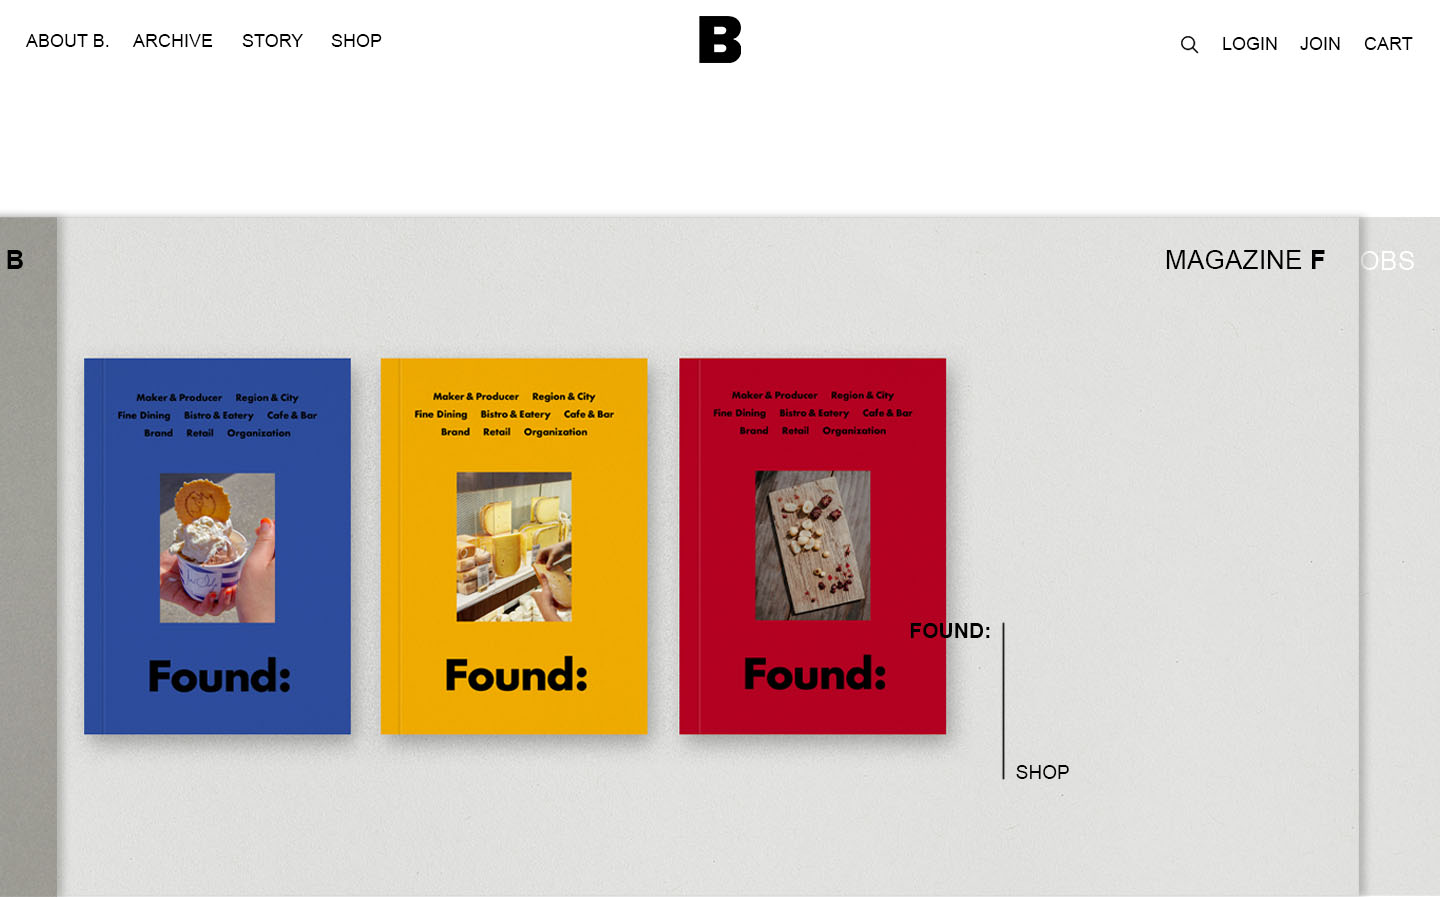 ABOUT B. ARCHIVE STORY SHOP
B
LOGIN JOIN CART
B
MAGAZINE F
OBS
Maker & Producer Region & City
Fine Dining Bistro & Eatery Cafe & Bar
Brand Retail Organization
Found:
Maker & Producer Region & City
Fine Dining Bistro & Eatery Cafe & Bar
Brand Retail Organization
Found:
Maker & Producer Region & City
Fine Dining Bistro & Eatery Cafe & Bar
Brand Retail Organization
Found:
FOUND:
SHOP